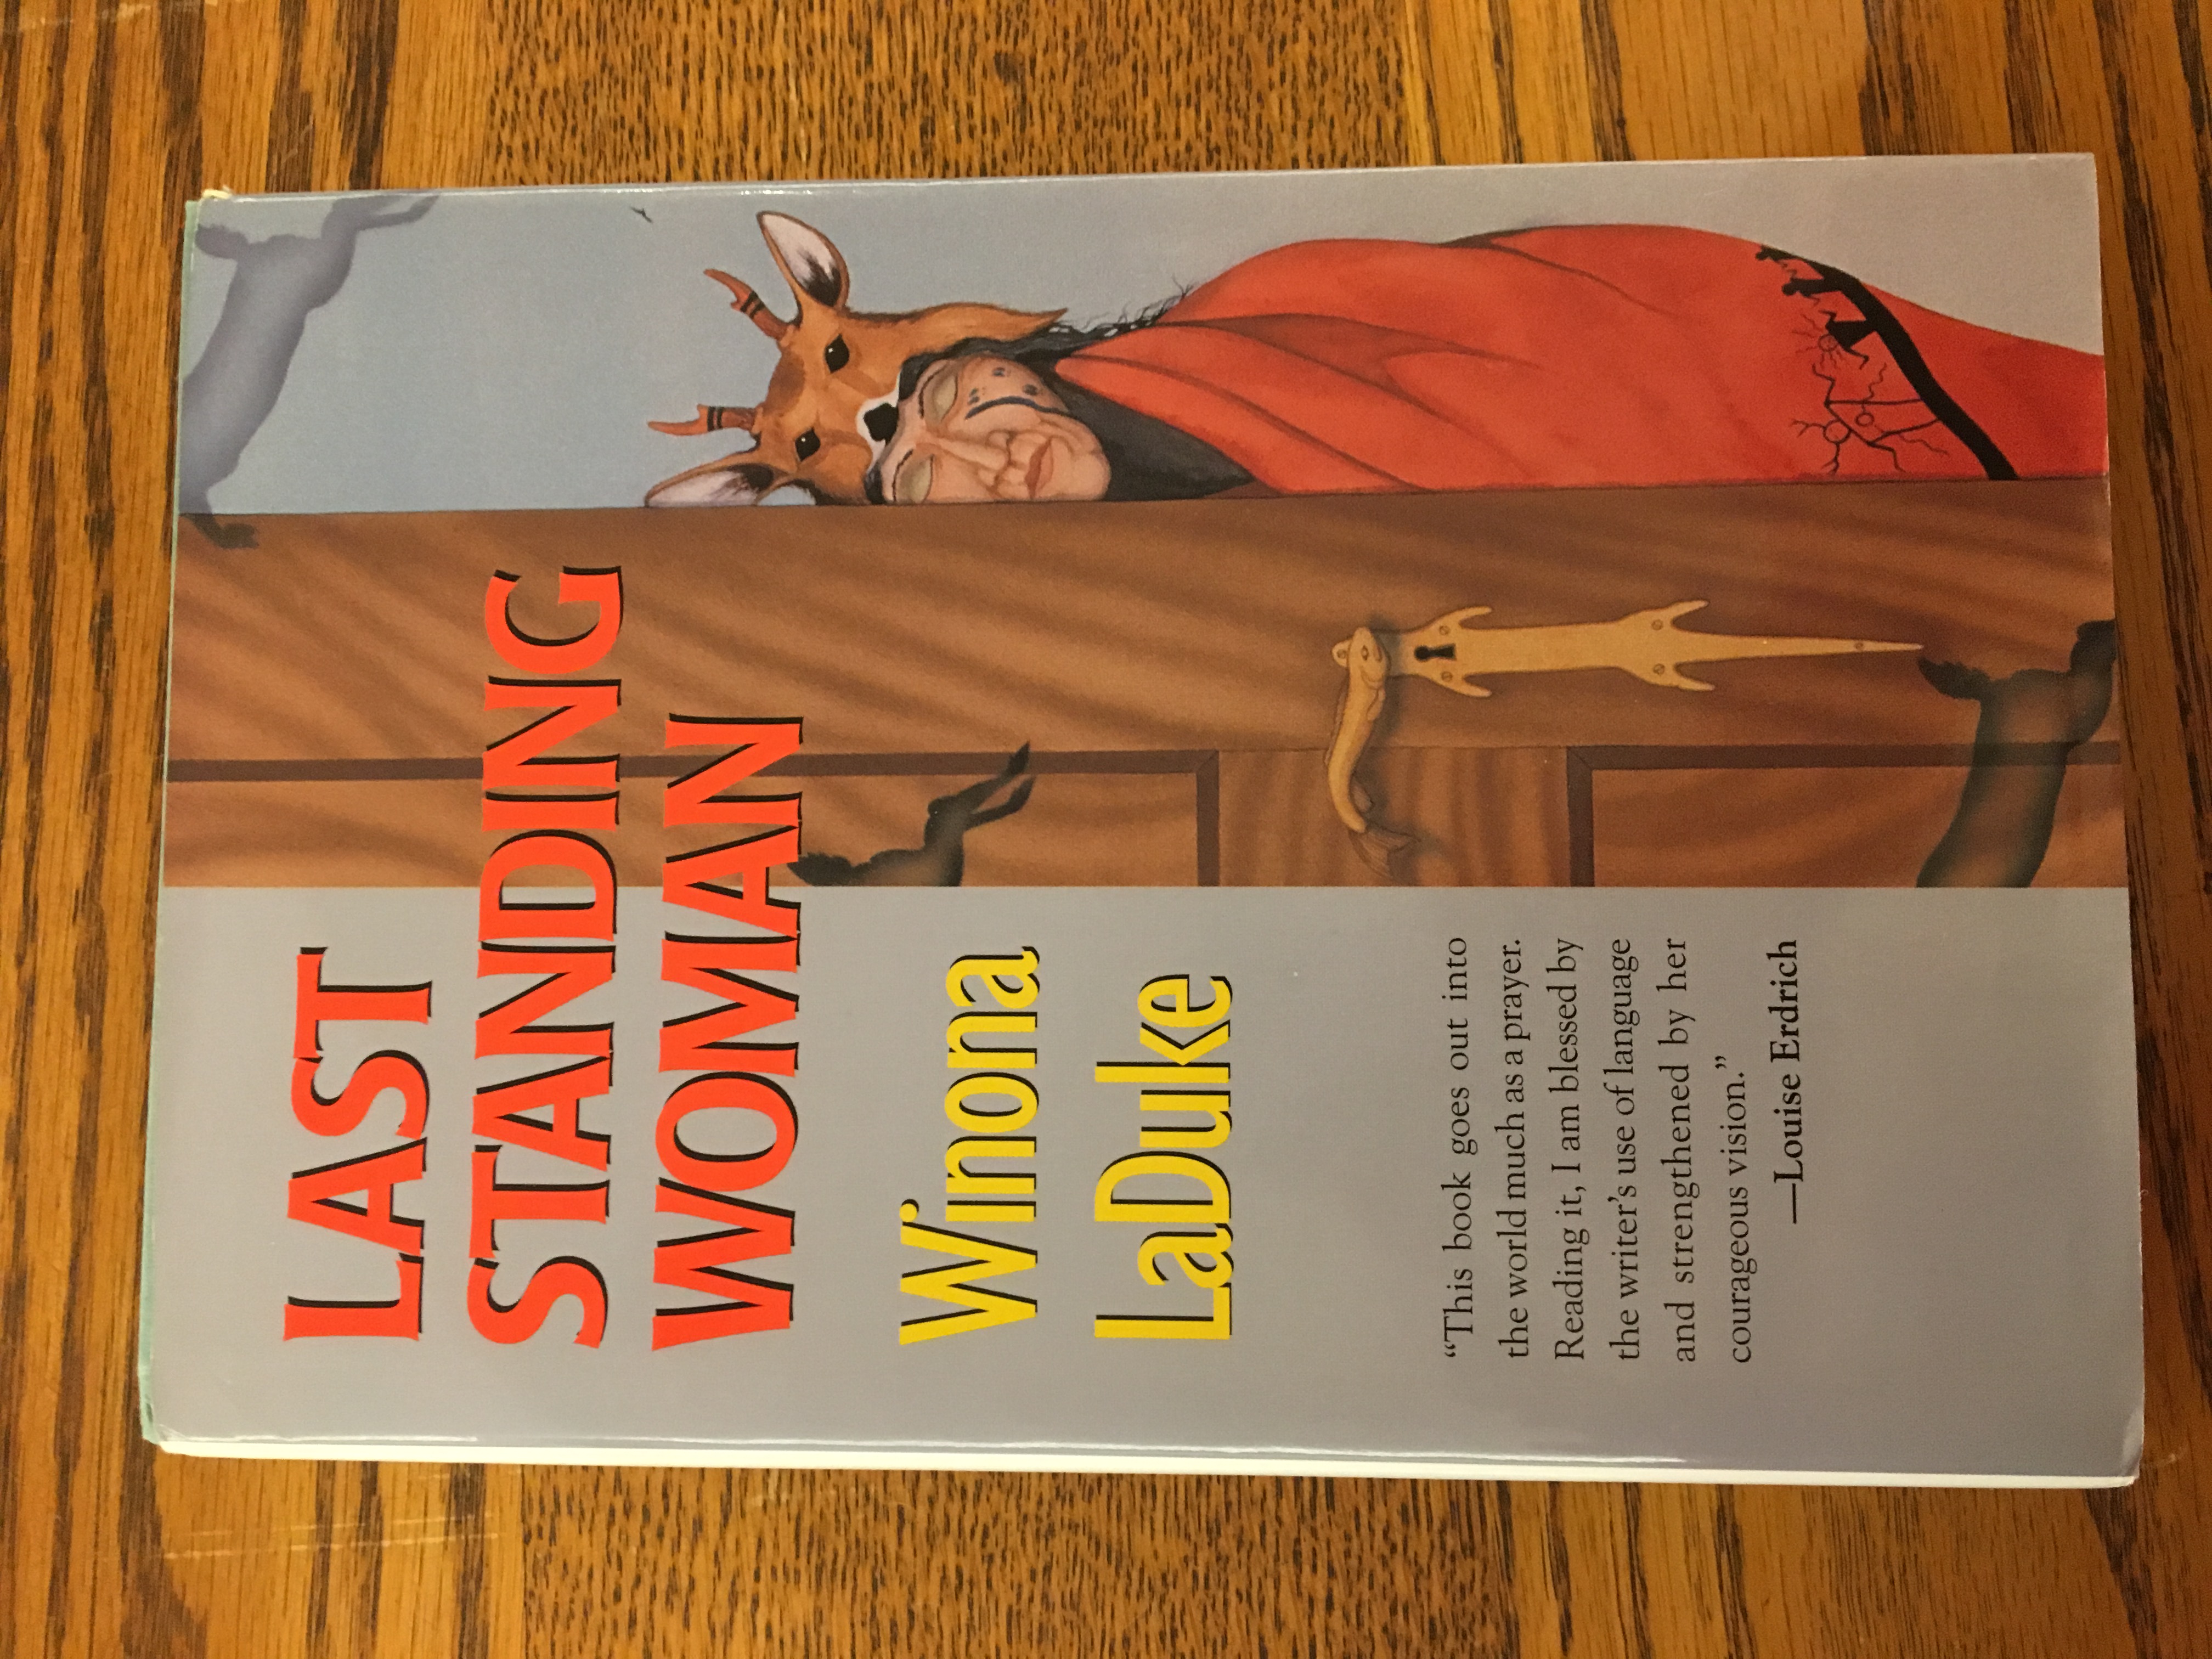 LAST
STANDING
WOMAN
Winona
LaDuke
“This book goes out into
the world much as a prayer.
Reading it, I am blessed by
the writer’s use of language
and strengthened by her
courageous vision.”
—Louise Erdrich